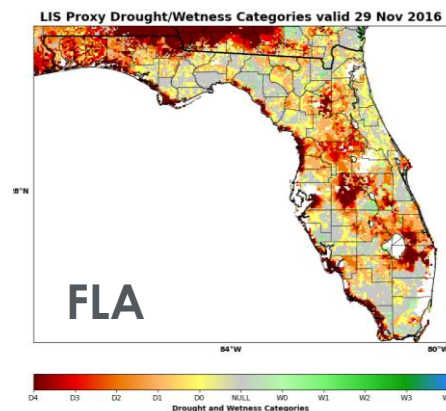 LIS Proxy Drought/Wetness Categories valid 29 Nov 2016
28°N
FLA
84°W 80°W
D4 D3 D2 D1 D0 NULL W0 W1 W2 W3
Drought and Wetness Categories